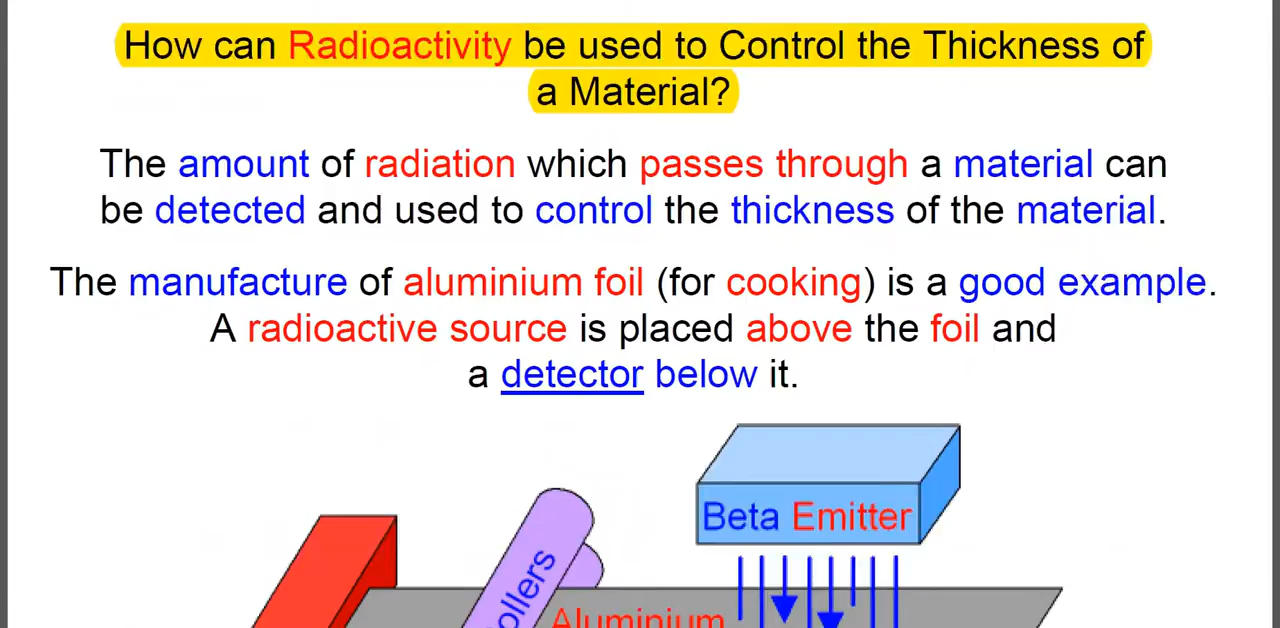 How can Radioactivity be used to Control the Thickness of
a Material?
The amount of radiation which passes through a material can
be detected and used to control the thickness of the material.
The manufacture of aluminium foil (for cooking) is a good example.
A radioactive source is placed above the foil and
a detector below it.
Beta Emitter
Aluminium